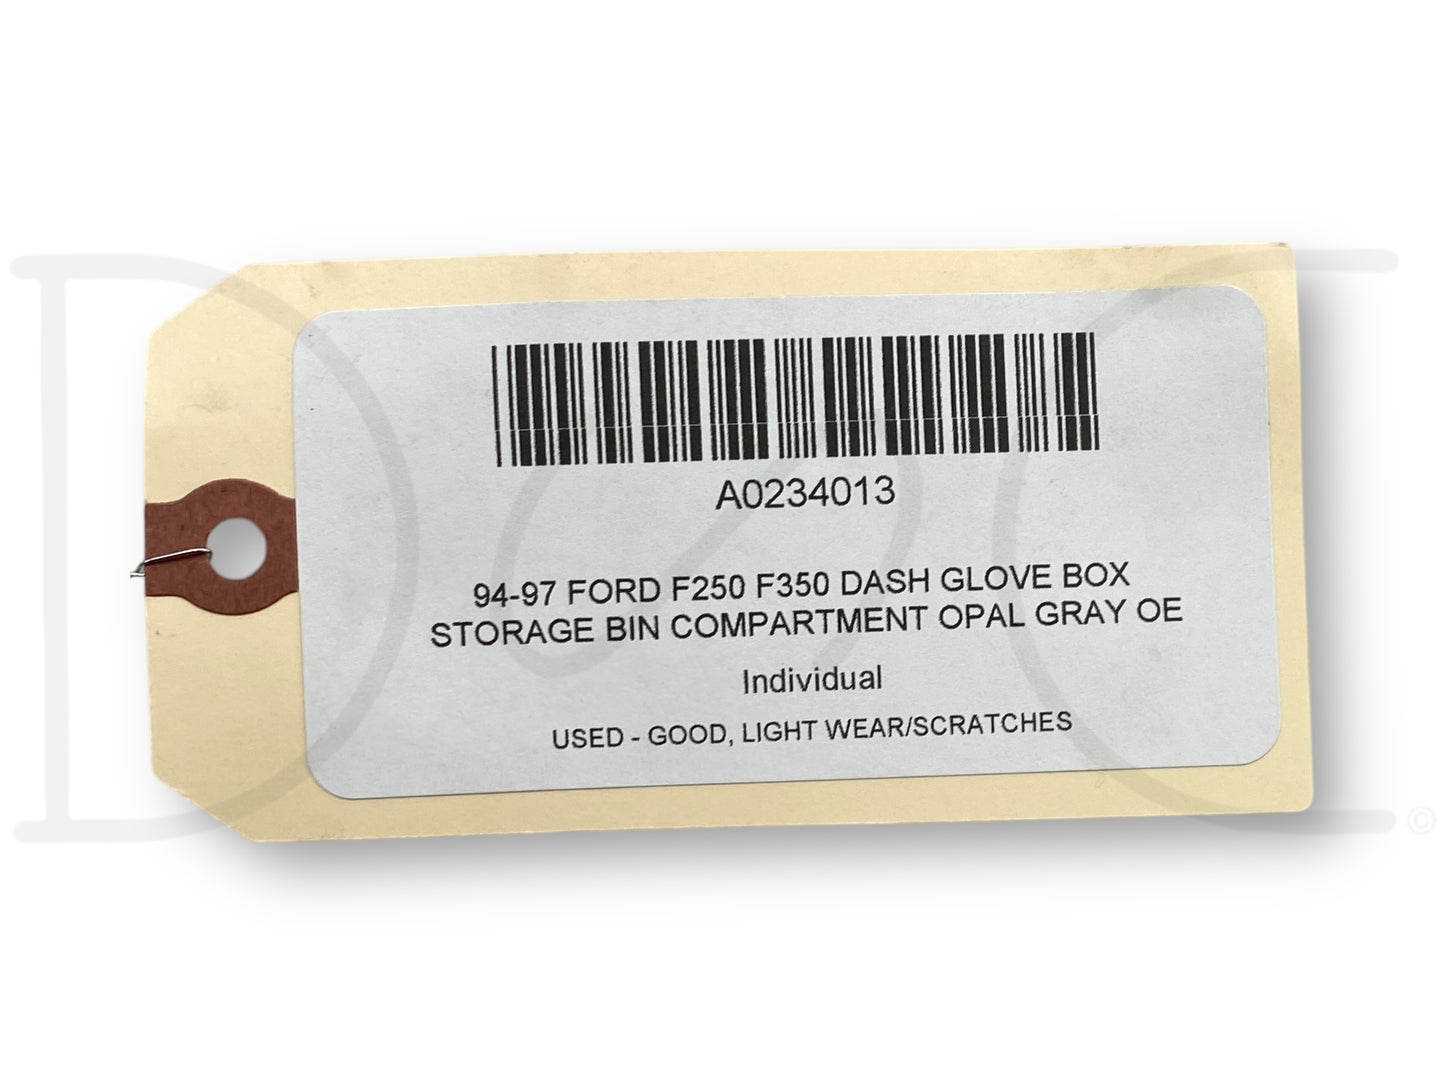 A0234013
94-97 FORD F250 F350 DASH GLOVE BOX
STORAGE BIN COMPARTMENT OPAL GRAY OE
Individual
USED - GOOD, LIGHT WEAR/SCRATCHES
©